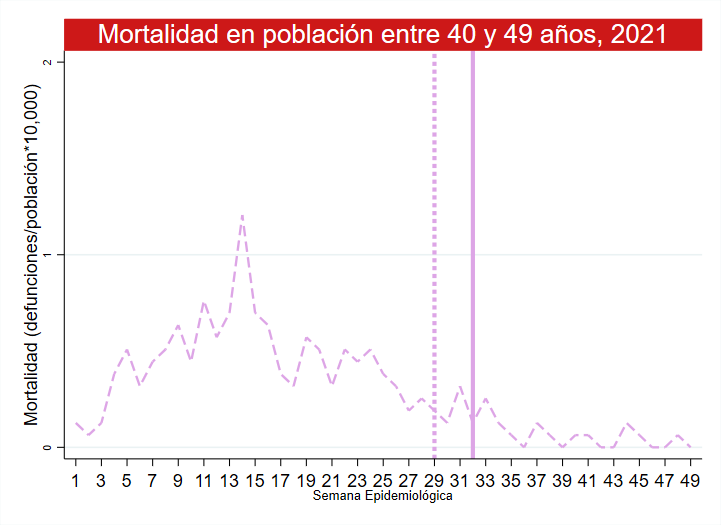 Mortalidad en población entre 40 y 49 años, 2021
Mortalidad (defunciones/población*10,000)
2
1
0
1 3 5 7 9 11 13 15 17 19 21 23 25 27 29 31 33 35 37 39 41 43 45 47 49
Semana Epidemiológica